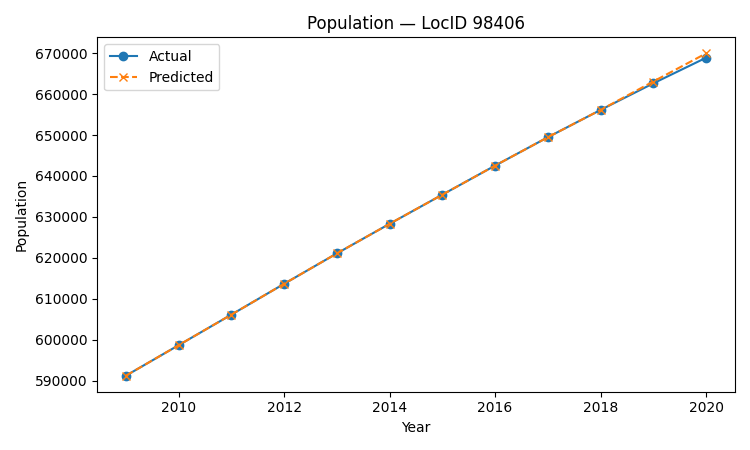 Population — LocID 98406
Actual
Predicted
Population
670000
660000
650000
640000
630000
620000
610000
600000
590000
2010 2012 2014 2016 2018 2020
Year